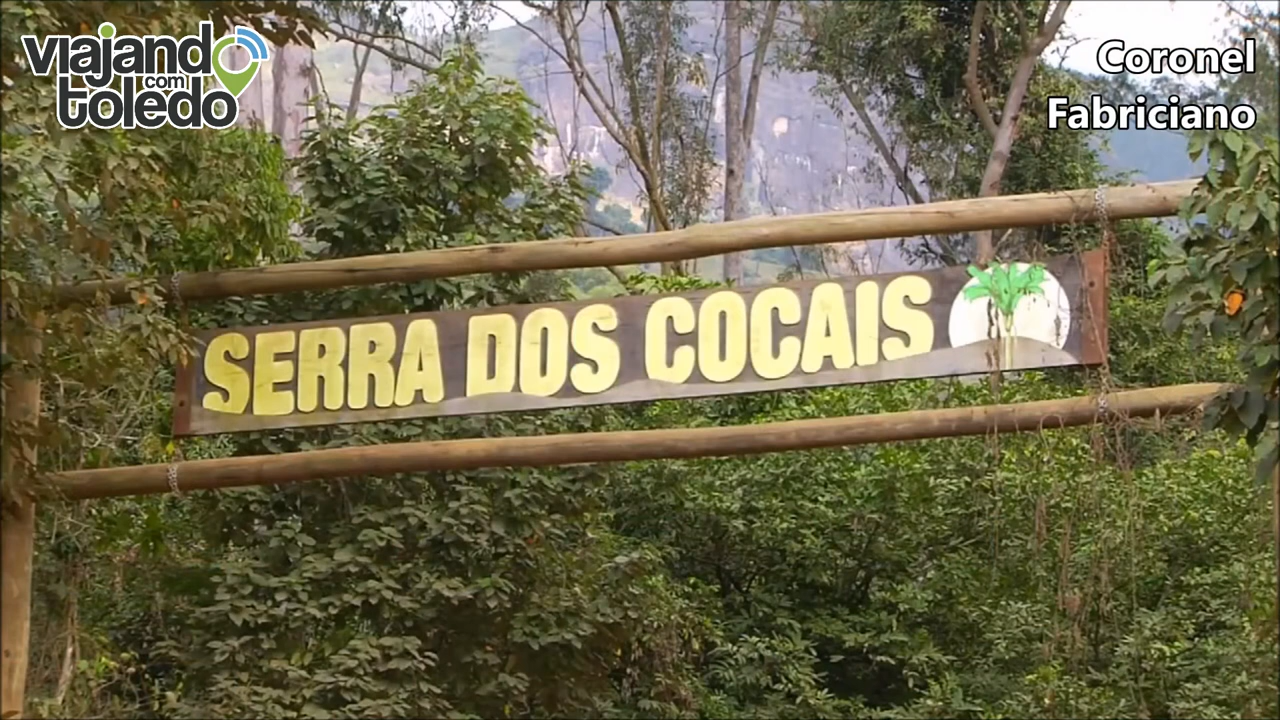 viajando
com
toledo
Coronel
Fabriciano
SERRA DOS COCAIS